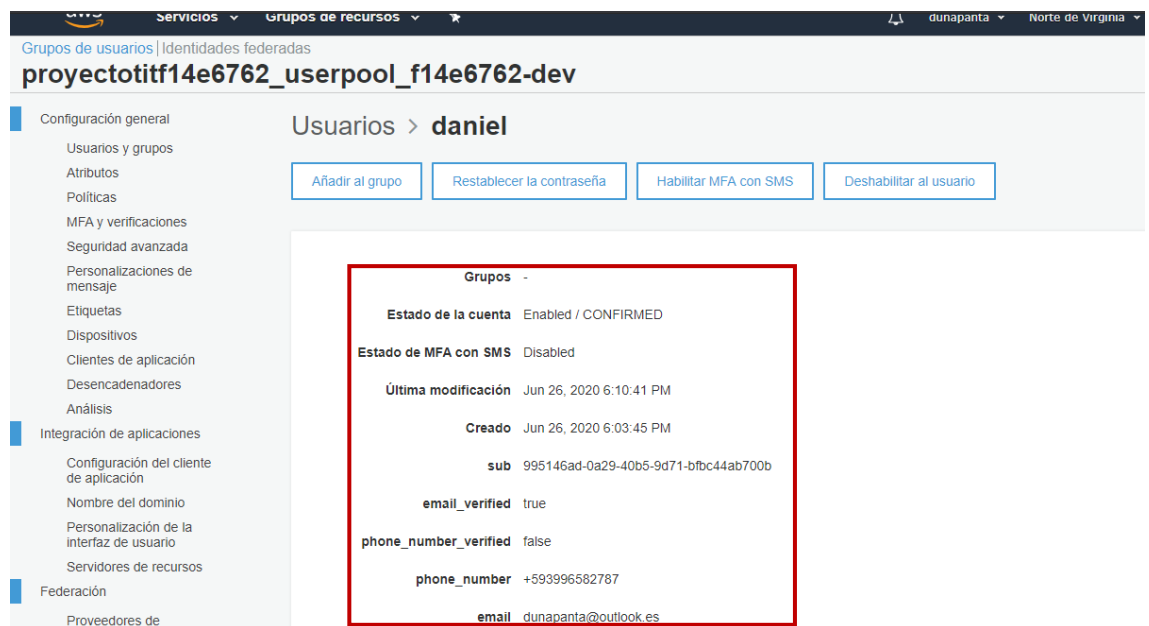 aws Servicios Grupos de recursos dunapanta Norte de Virginia
Grupos de usuarios | Identidades federadas
proyectotitf14e6762_userpool_f14e6762-dev
Configuración general
Usuarios y grupos
Atributos
Políticas
MFA y verificaciones
Seguridad avanzada
Personalizaciones de
mensaje
Etiquetas
Dispositivos
Clientes de aplicación
Desencadenadores
Análisis
Integración de aplicaciones
Configuración del cliente
de aplicación
Nombre del dominio
Personalización de la
interfaz de usuario
Servidores de recursos
Federación
Proveedores de
Usuarios > daniel
Añadir al grupo Restablecer la contraseña Habilitar MFA con SMS Deshabilitar al usuario
Grupos -
Estado de la cuenta Enabled / CONFIRMED
Estado de MFA con SMS Disabled
Última modificación Jun 26, 2020 6:10:41 PM
Creado Jun 26, 2020 6:03:45 PM
sub 995146ad-0a29-40b5-9d71-bfbc44ab700b
email_verified true
phone_number_verified false
phone_number +593996582787
email dunapanta@outlook.es